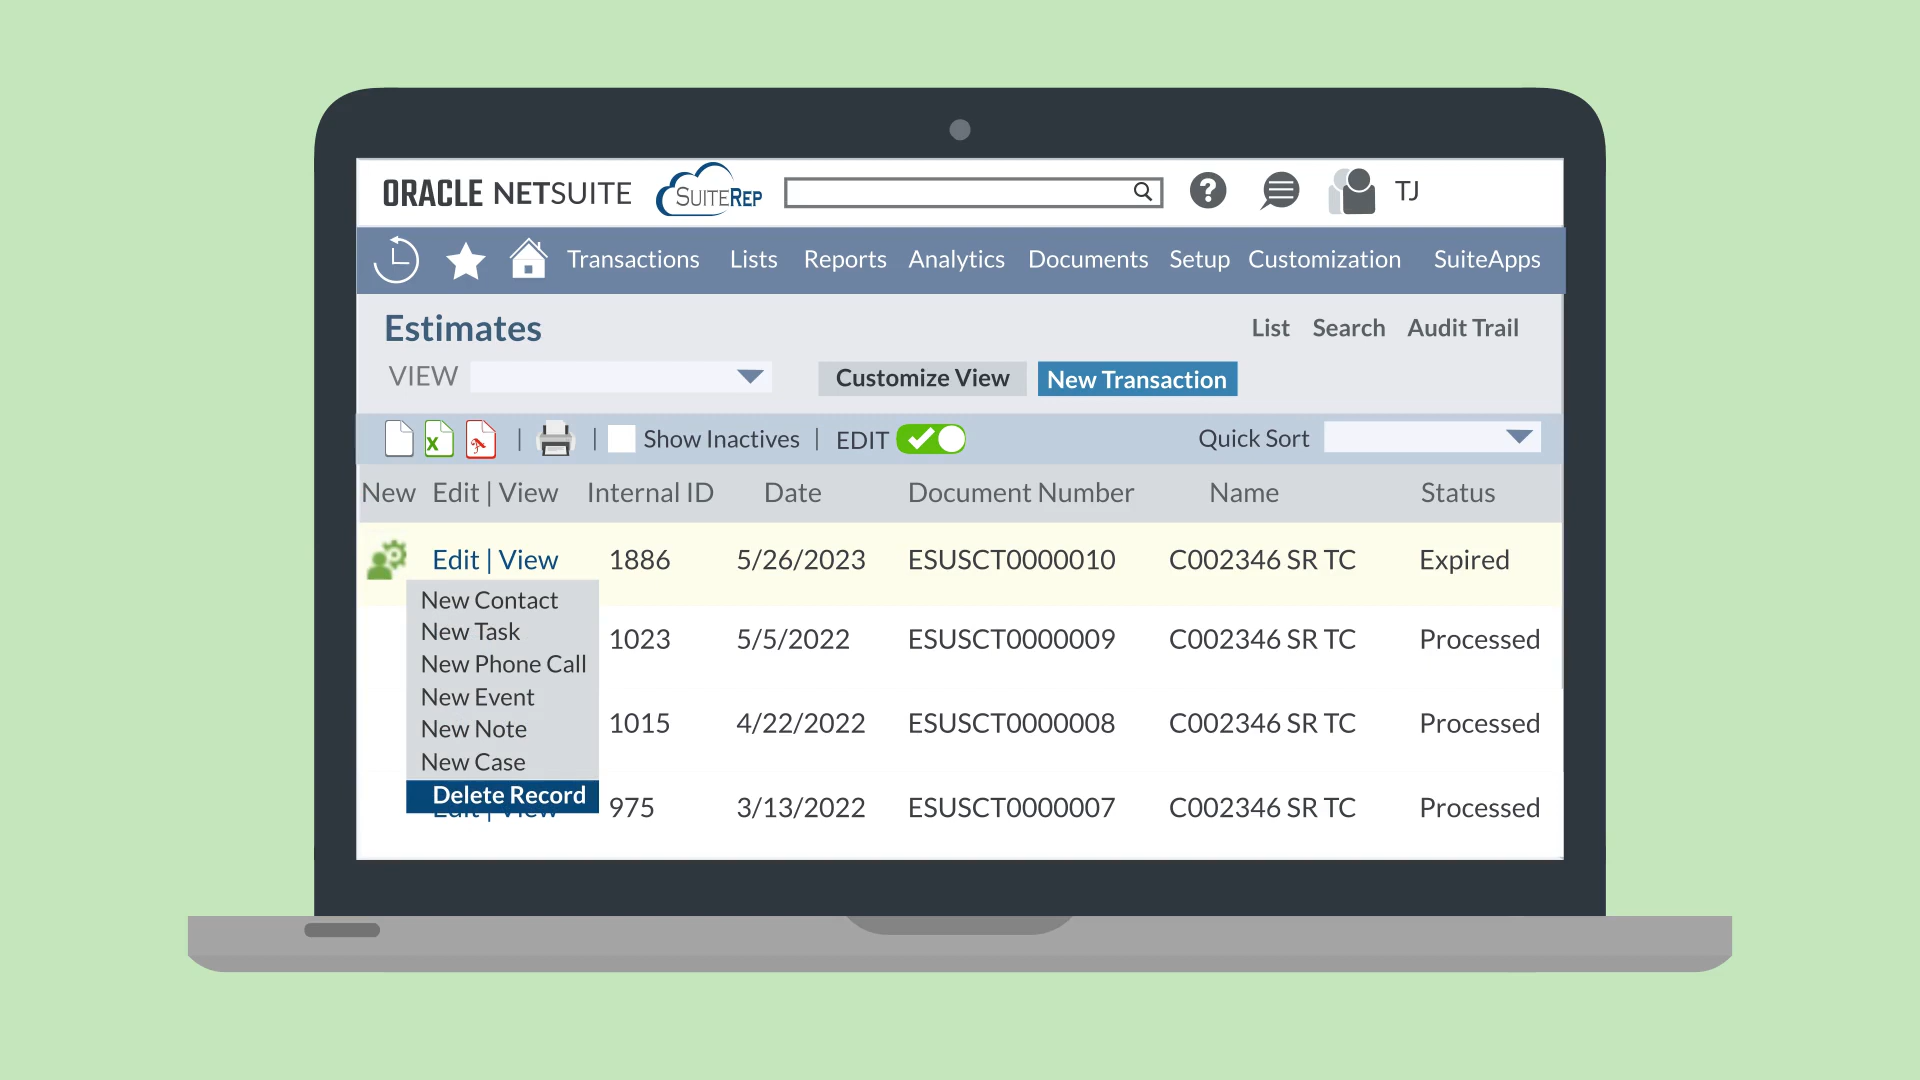 ORACLE NETSUITE SUITEREP TJ
Transactions Lists Reports Analytics Documents Setup Customization SuiteApps
Estimates List Search Audit Trail
VIEW Customize View New Transaction
Show Inactives | EDIT Quick Sort
New Edit | View Internal ID Date Document Number Name Status
Edit | View 1886 5/26/2023 ESUSCT0000010 C002346 SR TC Expired
New Contact
New Task 1023 5/5/2022 ESUSCT0000009 C002346 SR TC Processed
New Phone Call
New Event
New Note 1015 4/22/2022 ESUSCT0000008 C002346 SR TC Processed
New Case
Delete Record
Edit | View 975 3/13/2022 ESUSCT0000007 C002346 SR TC Processed